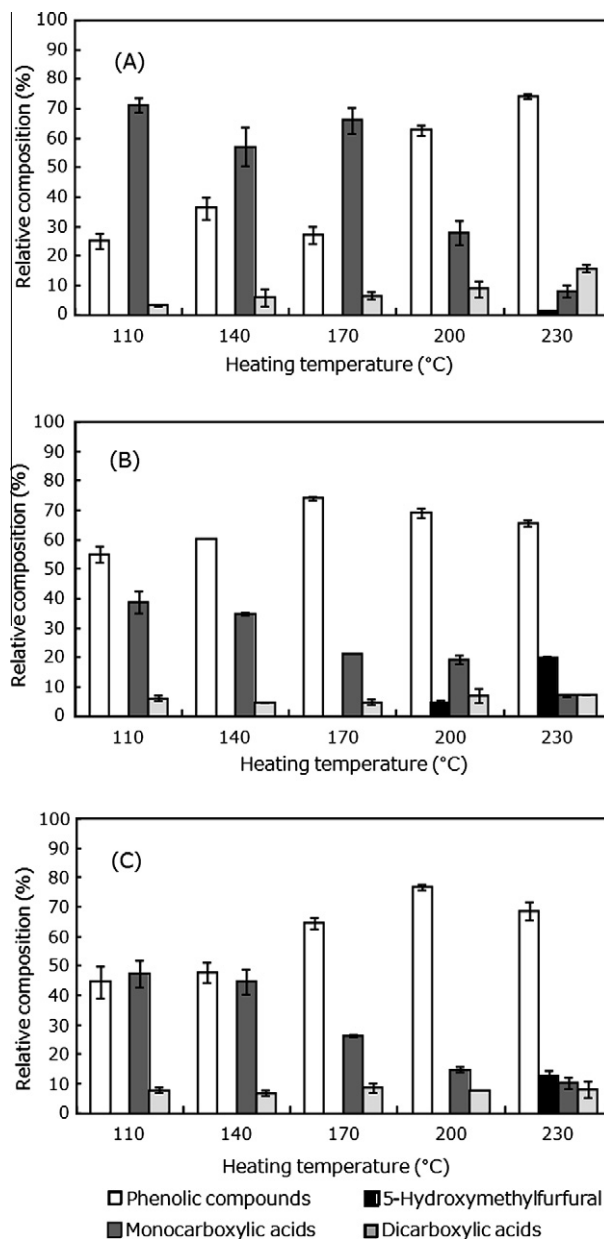 100
90
80
70
60
50
40
30
20
10
0
Relative composition (%)
(A)
110 140 170 200 230
Heating temperature (°C)
100
90
80
70
60
50
40
30
20
10
0
Relative composition (%)
(B)
110 140 170 200 230
Heating temperature (°C)
100
90
80
70
60
50
40
30
20
10
0
Relative composition (%)
(C)
110 140 170 200 230
Heating temperature (°C)
Phenolic compounds 5-Hydroxymethylfurfural
Monocarboxylic acids Dicarboxylic acids